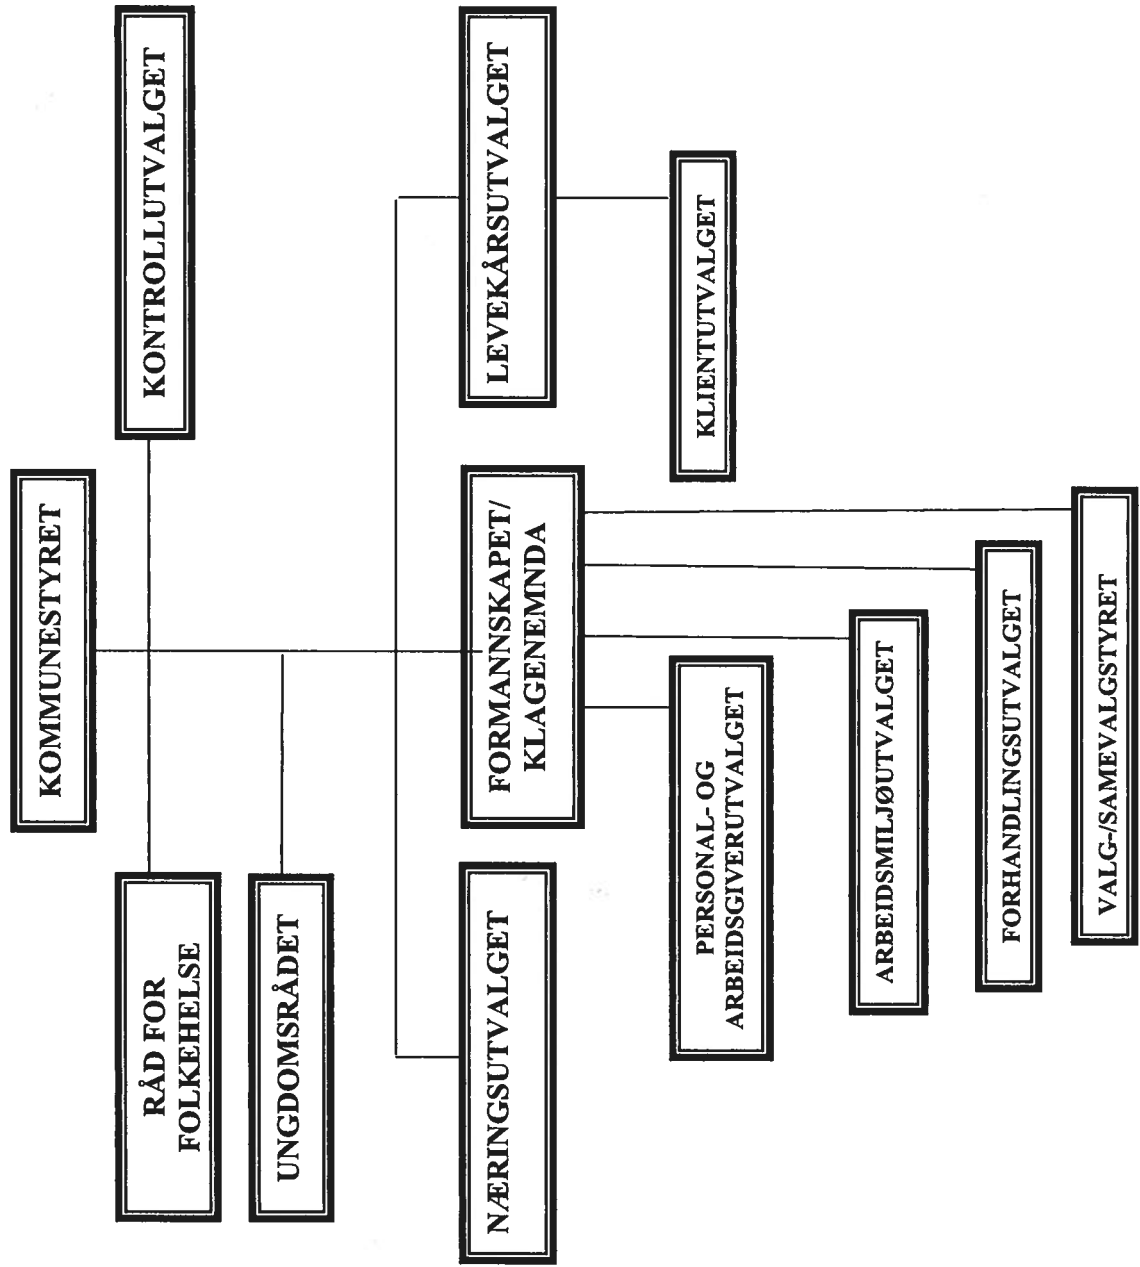 KOMMUNESTYRET
RÅD FOR
FOLKEHELSE
KONTROLLUTVALGET
UNGDOMSRÅDET
NÆRINGSUTVALGET
FORMANNSKAPET/
KLAGENEMNDA
LEVEKÅRSUTVALGET
PERSONAL- OG
ARBEIDSGIVERUTVALGET
KLIENTUTVALGET
ARBEIDSMILJØUTVALGET
FORHANDLINGSUTVALGET
VALG-/SAMEVALGSTYRET